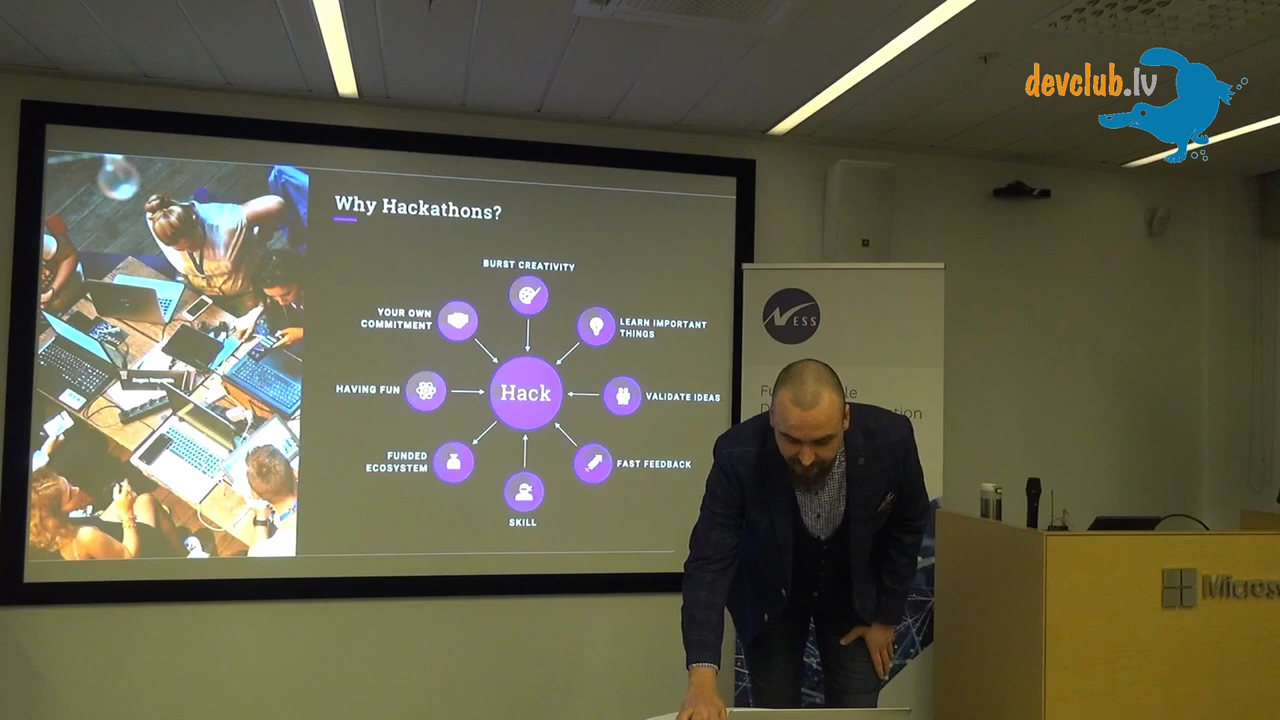 devclub.lv
Why Hackathons?
BURST CREATIVITY
YOUR OWN
COMMITMENT
LEARN IMPORTANT
THINGS
HAVING FUN
Hack
VALIDATE IDEAS
FUNDED
ECOSYSTEM
FAST FEEDBACK
SKILL
NESS
Micros